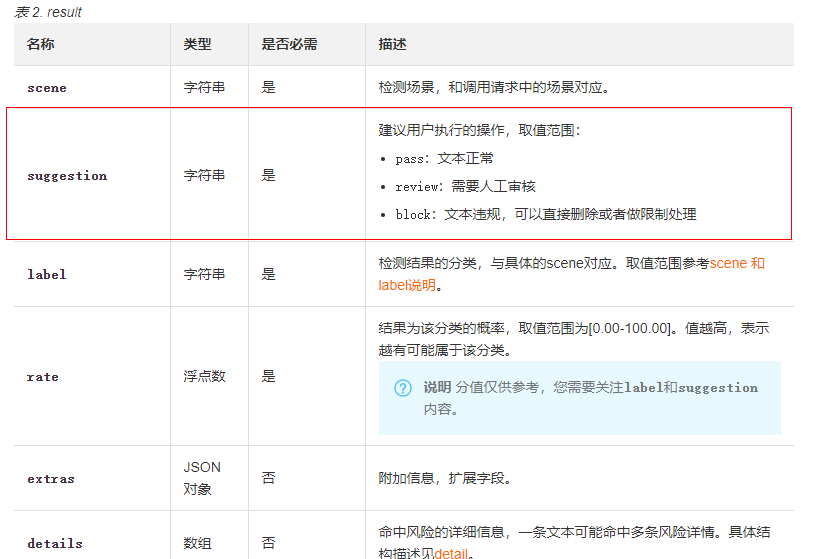 表 2. result
名称 类型 是否必需 描述
scene 字符串 是 检测场景，和调用请求中的场景对应。
建议用户执行的操作，取值范围：
pass：文本正常
suggestion 字符串 是
review：需要人工审核
block：文本违规，可以直接删除或者做限制处理
label 字符串 是 检测结果的分类，与具体的scene对应。取值范围参考scene 和
label说明。
结果为该分类的概率，取值范围为[0.00-100.00]。值越高，表示
越有可能属于该分类。
rate 浮点数 是
说明 分值仅供参考，您需要关注label和suggestion
内容。
extras JSON 否 附加信息，扩展字段。
对象
details 数组 否 命中风险的详细信息，一条文本可能命中多条风险详情。具体结
构描述见detail。